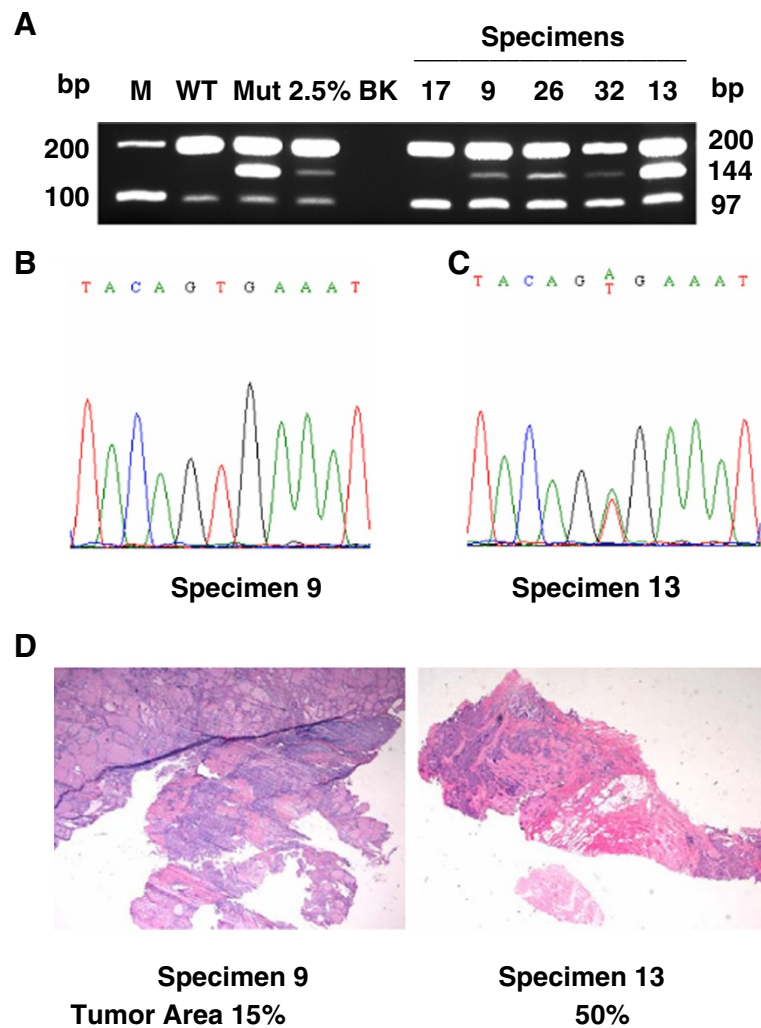 A
Specimens
bp M WT Mut 2.5% BK 17 9 26 32 13 bp
200 200
144
100 97
B
C
T A C A G T G A A A T
T A C A G A G A A A T
T
Specimen 9 Specimen 13
D
Specimen 9 Specimen 13
Tumor Area 15% 50%